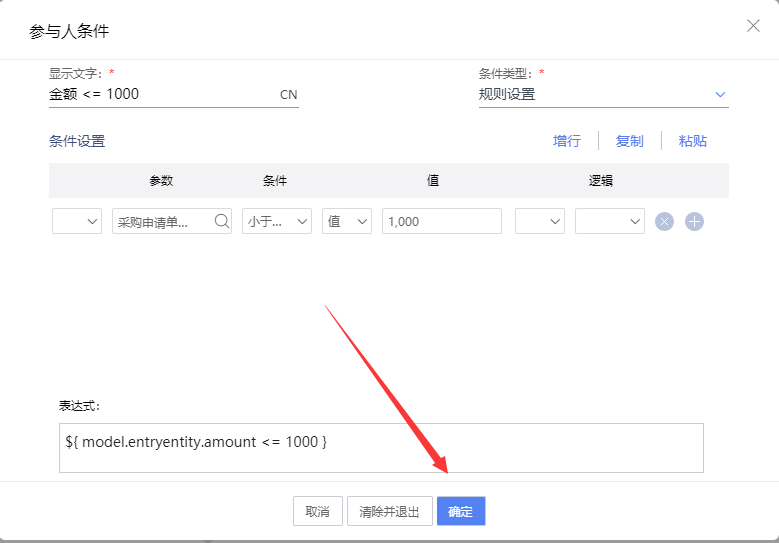 参与人条件
显示文字: *
条件类型: *
金额 <= 1000 CN
规则设置
条件设置 增行 复制 粘贴
参数 条件 值 逻辑
采购申请单... 小于... 值 1,000
表达式:
${ model.entryentity.amount <= 1000 }
取消 清除并退出 确定